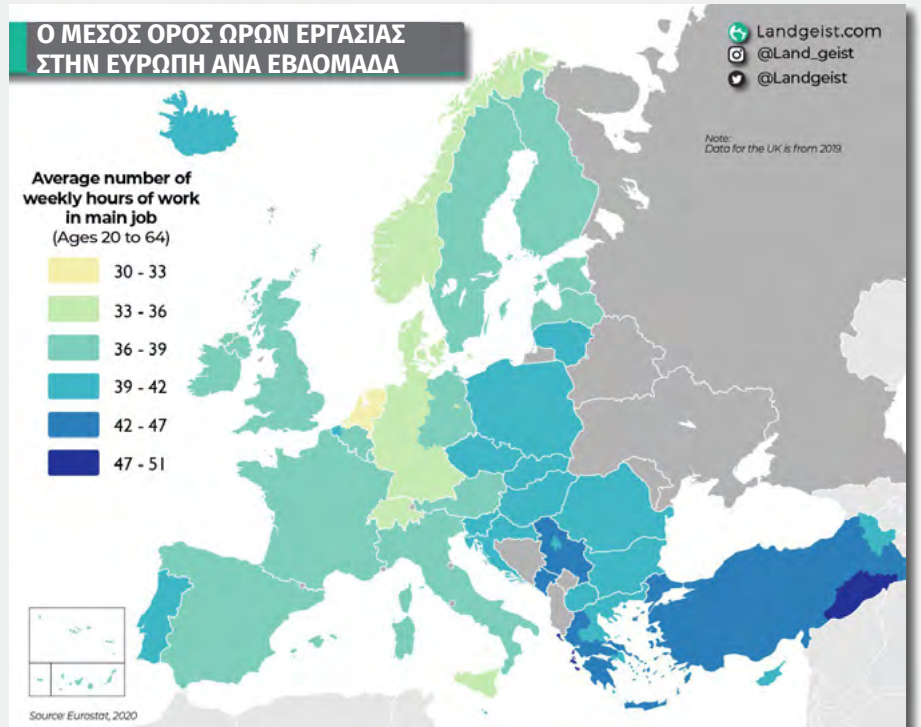 Ο ΜΕΣΟΣ ΟΡΟΣ ΩΡΩΝ ΕΡΓΑΣΙΑΣ
ΣΤΗΝ ΕΥΡΩΠΗ ΑΝΑ ΕΒΔΟΜΑΔΑ
Landgeist.com
@Land_geist
@Landgeist
Note:
Data for the UK is from 2019.
Average number of
weekly hours of work
in main job
(Ages 20 to 64)
30 - 33
33 - 36
36 - 39
39 - 42
42 - 47
47 - 51
Source: Eurostat, 2020